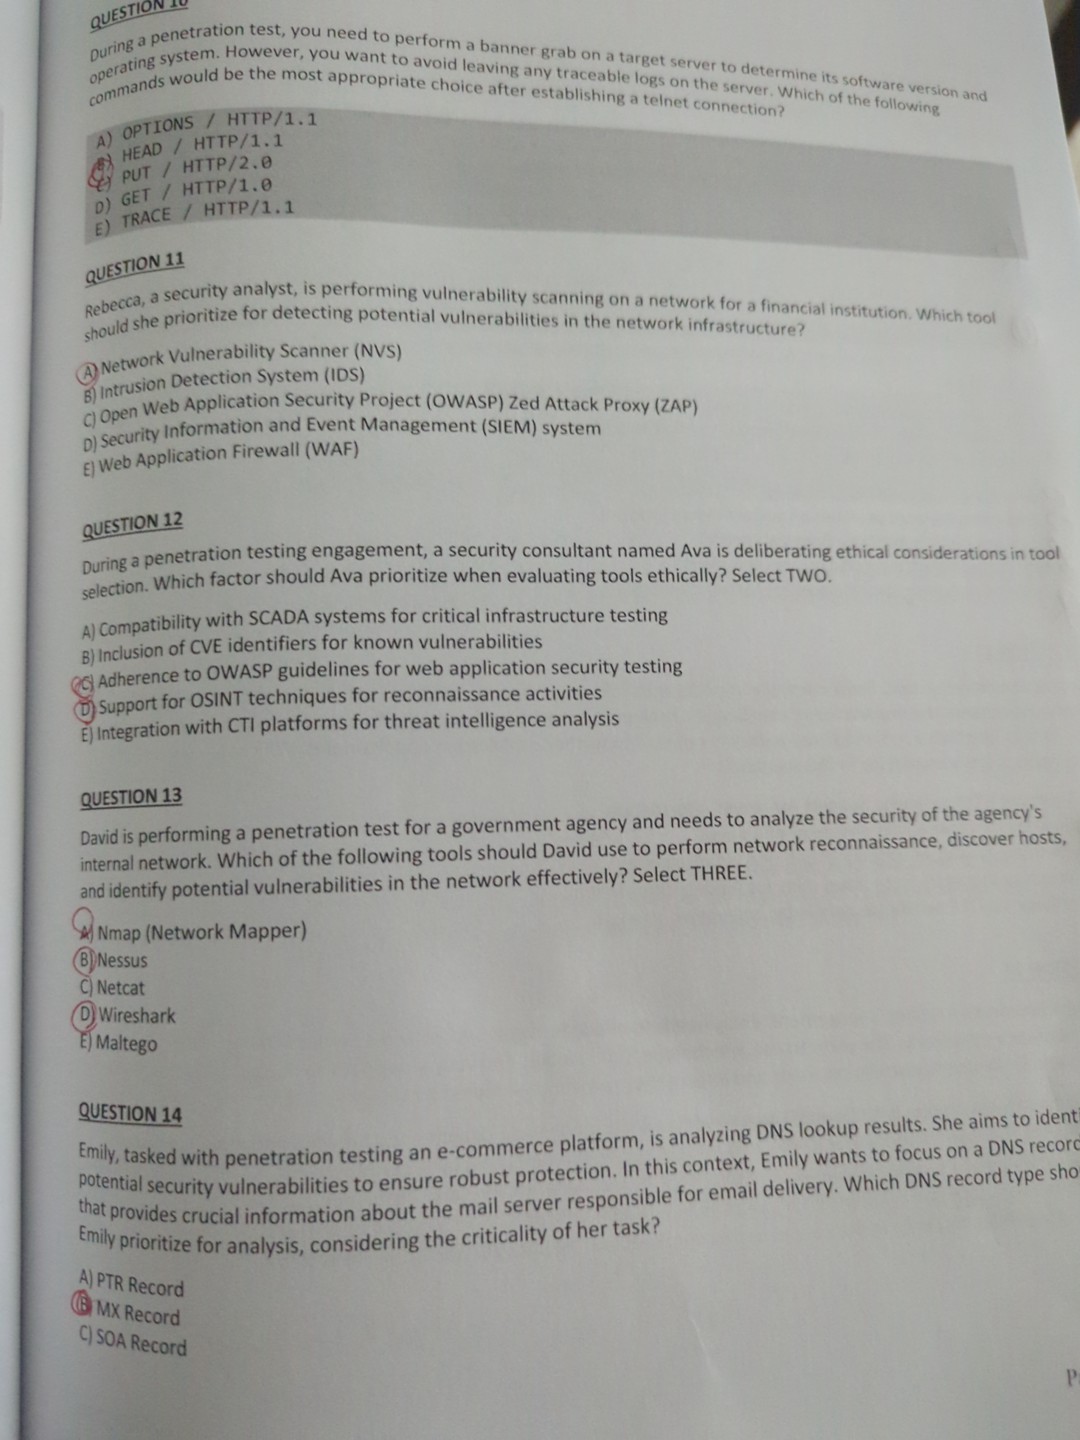 QUESTION 10
During a penetration test, you need to perform a banner grab on a target server to determine its software version and
operating system. However, you want to avoid leaving any traceable logs on the server. Which of the following
commands would be the most appropriate choice after establishing a telnet connection?
A) OPTIONS / HTTP/1.1
B) HEAD / HTTP/1.1
C) PUT / HTTP/2.0
D) GET / HTTP/1.0
E) TRACE / HTTP/1.1
QUESTION 11
Rebecca, a security analyst, is performing vulnerability scanning on a network for a financial institution. Which tool
should she prioritize for detecting potential vulnerabilities in the network infrastructure?
A) Network Vulnerability Scanner (NVS)
B) Intrusion Detection System (IDS)
C) Open Web Application Security Project (OWASP) Zed Attack Proxy (ZAP)
D) Security Information and Event Management (SIEM) system
E) Web Application Firewall (WAF)
QUESTION 12
During a penetration testing engagement, a security consultant named Ava is deliberating ethical considerations in tool
selection. Which factor should Ava prioritize when evaluating tools ethically? Select TWO.
A) Compatibility with SCADA systems for critical infrastructure testing
B) Inclusion of CVE identifiers for known vulnerabilities
C) Adherence to OWASP guidelines for web application security testing
D) Support for OSINT techniques for reconnaissance activities
E) Integration with CTI platforms for threat intelligence analysis
QUESTION 13
David is performing a penetration test for a government agency and needs to analyze the security of the agency's
internal network. Which of the following tools should David use to perform network reconnaissance, discover hosts,
and identify potential vulnerabilities in the network effectively? Select THREE.
A) Nmap (Network Mapper)
B) Nessus
C) Netcat
D) Wireshark
E) Maltego
QUESTION 14
Emily, tasked with penetration testing an e-commerce platform, is analyzing DNS lookup results. She aims to identi
potential security vulnerabilities to ensure robust protection. In this context, Emily wants to focus on a DNS record
that provides crucial information about the mail server responsible for email delivery. Which DNS record type sho
Emily prioritize for analysis, considering the criticality of her task?
A) PTR Record
B) MX Record
C) SOA Record